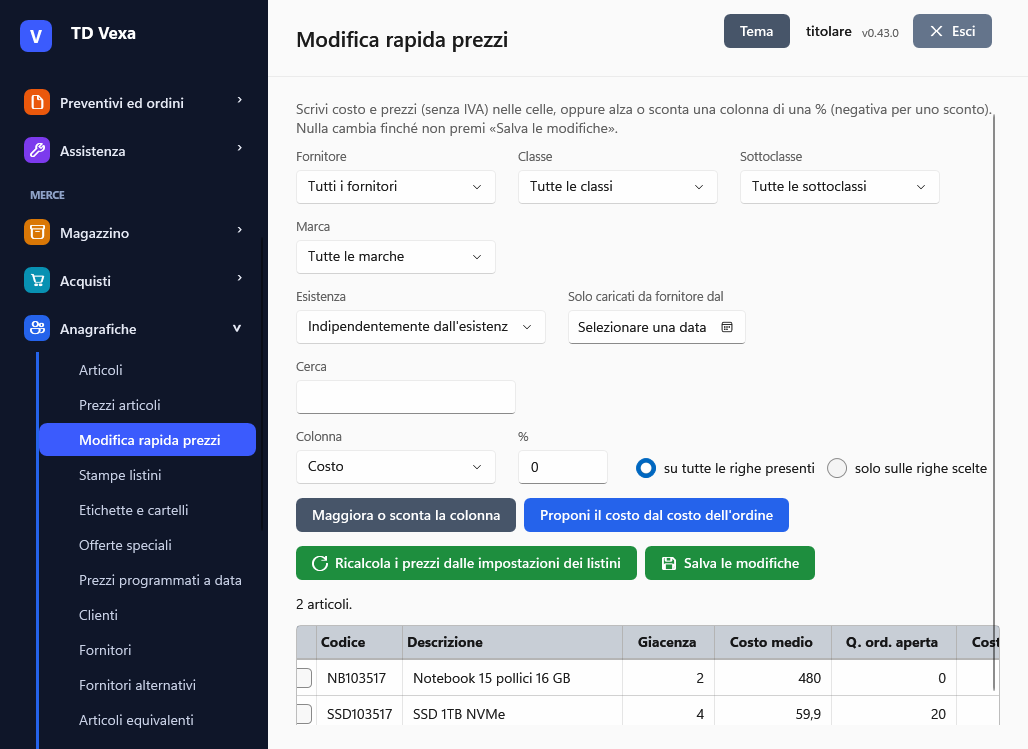 V
TD Vexa
Modifica rapida prezzi
Tema
titolare
v0.43.0
Esci
Preventivi ed ordini
Assistenza
MERCE
Magazzino
Acquisti
Anagrafiche
Articoli
Prezzi articoli
Modifica rapida prezzi
Stampe listini
Etichette e cartelli
Offerte speciali
Prezzi programmati a data
Clienti
Fornitori
Fornitori alternativi
Articoli equivalenti
Scrivi costo e prezzi (senza IVA) nelle celle, oppure alza o sconta una colonna di una % (negativa per uno sconto).
Nulla cambia finché non premi «Salva le modifiche».
Fornitore Classe Sottoclasse
Tutti i fornitori Tutte le classi Tutte le sottoclassi
Marca
Tutte le marche
Esistenza Solo caricati da fornitore dal
Indipendentemente dall'esistenz Selezionare una data
Cerca
Colonna %
Costo 0 su tutte le righe presenti solo sulle righe scelte
Maggiora o sconta la colonna Proponi il costo dal costo dell'ordine
Ricalcola i prezzi dalle impostazioni dei listini Salva le modifiche
2 articoli.
Codice Descrizione Giacenza Costo medio Q. ord. aperta Cost
NB103517 Notebook 15 pollici 16 GB 2 480 0
SSD103517 SSD 1TB NVMe 4 59,9 20